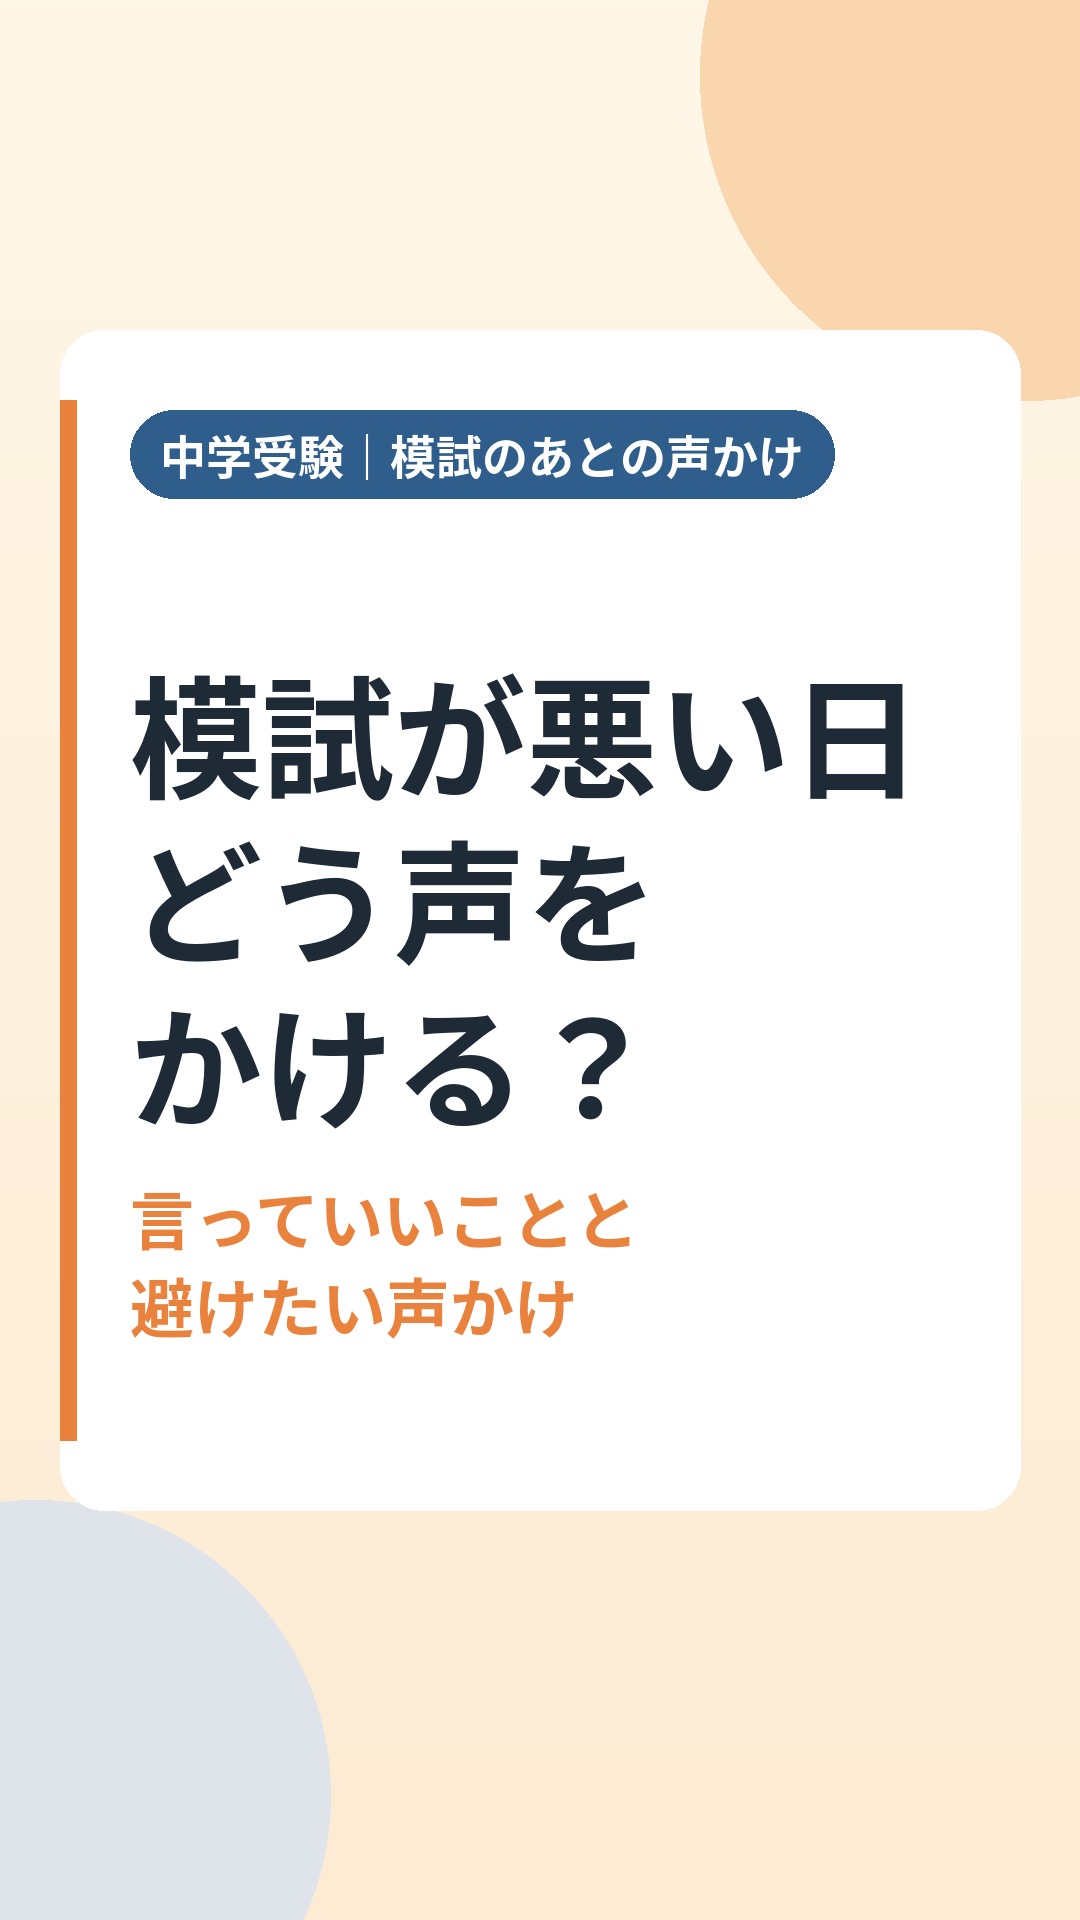 中学受験｜模試のあとの声かけ
模試が悪い日
どう声を
かける？
言っていいことと
避けたい声かけ